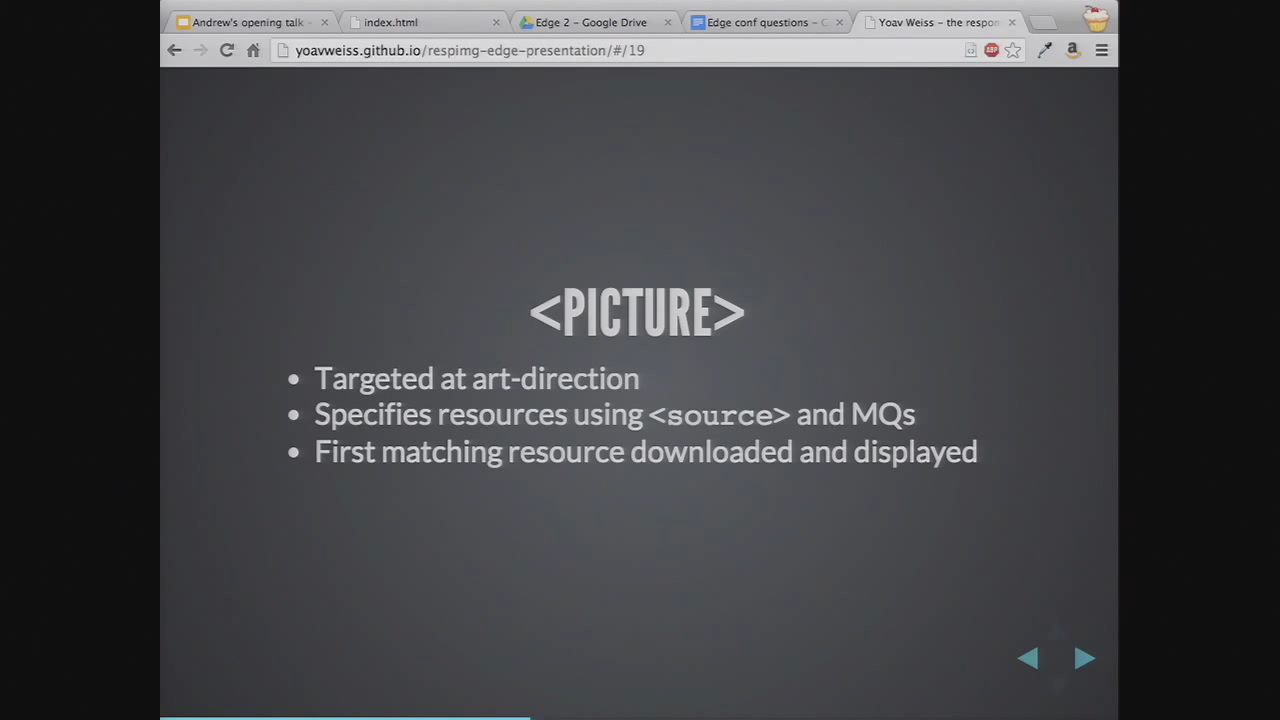 Andrew's opening talk -
index.html
Edge 2 - Google Drive
Edge conf questions -
Yoav Weiss - the respon
yoavweiss.github.io/respimg-edge-presentation/#/19
ABP
a
<PICTURE>
Targeted at art-direction
Specifies resources using <source> and MQs
First matching resource downloaded and displayed